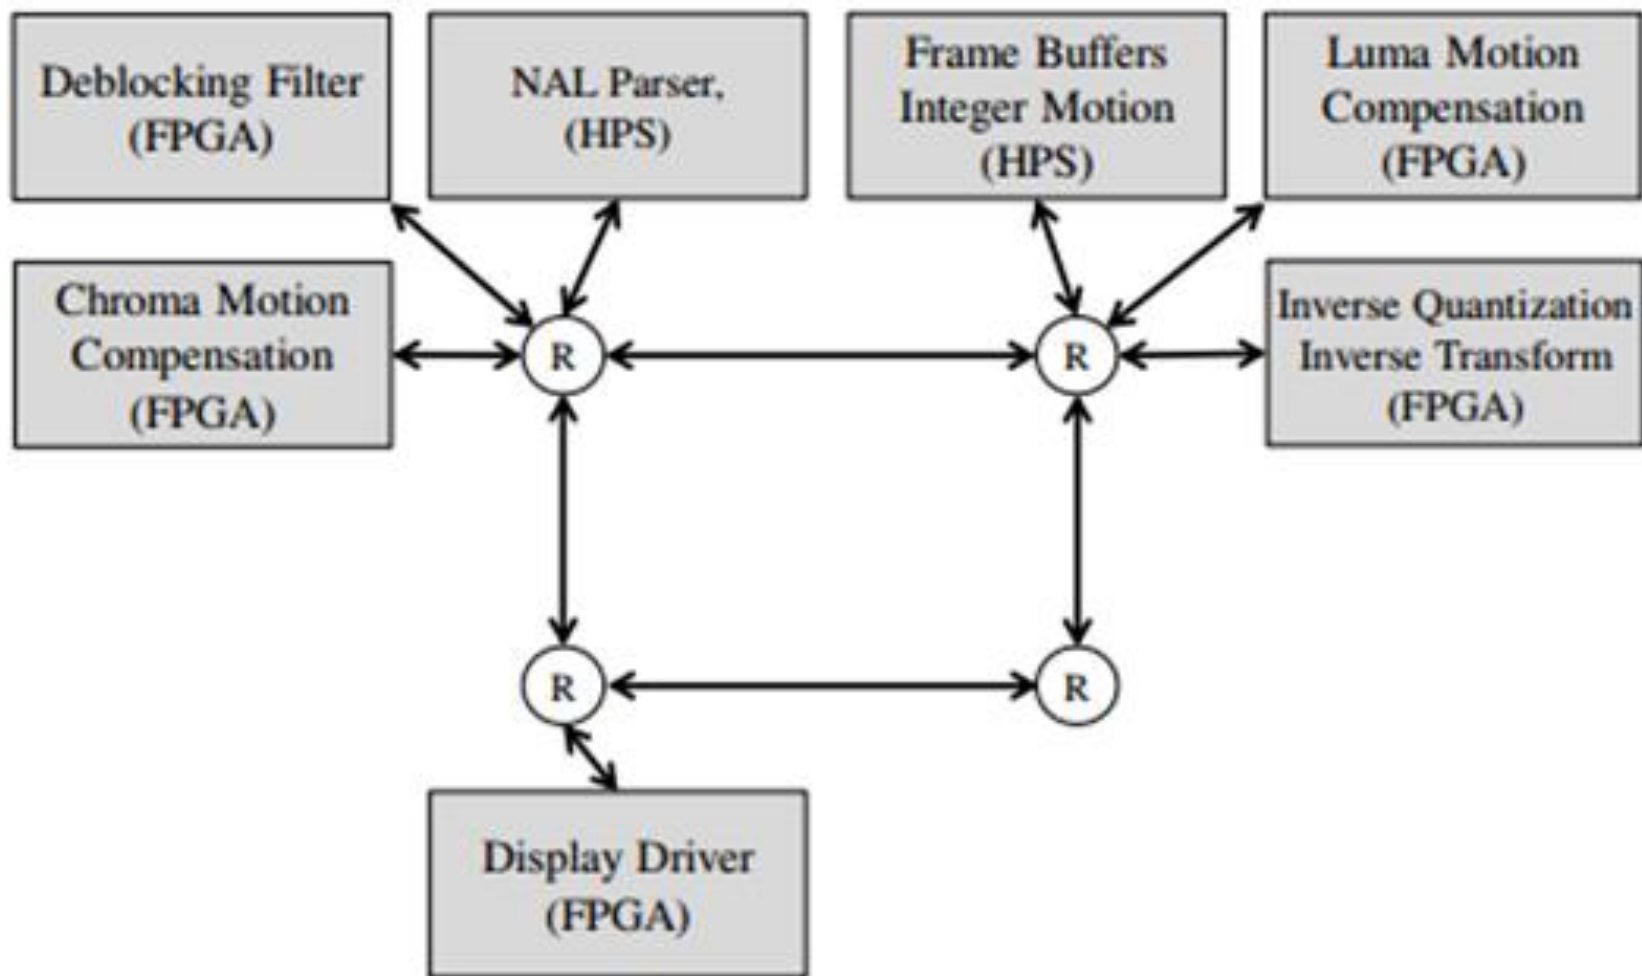 Deblocking Filter
(FPGA)
NAL Parser,
(HPS)
Frame Buffers
Integer Motion
(HPS)
Luma Motion
Compensation
(FPGA)
Chroma Motion
Compensation
(FPGA)
Inverse Quantization
Inverse Transform
(FPGA)
R
R
R
R
Display Driver
(FPGA)